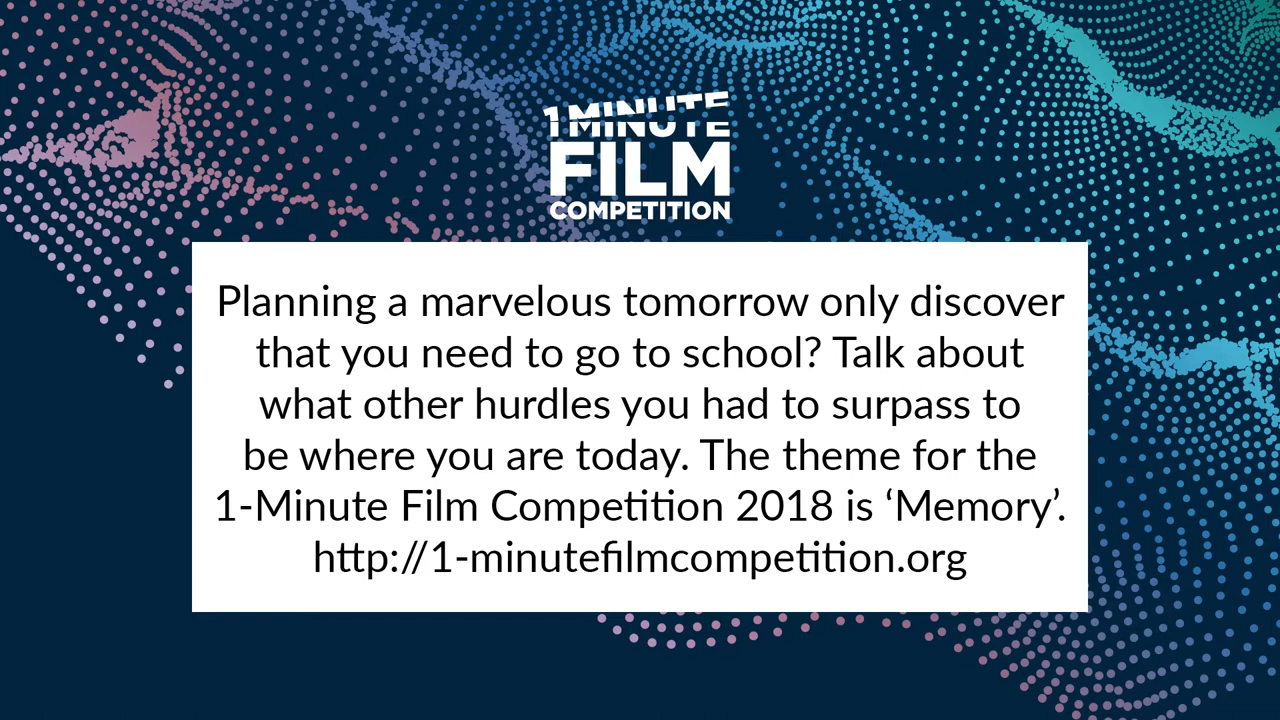 1 MINUTE
FILM
COMPETITION
Planning a marvelous tomorrow only discover
that you need to go to school? Talk about
what other hurdles you had to surpass to
be where you are today. The theme for the
1-Minute Film Competition 2018 is ‘Memory’.
http://1-minutefilmcompetition.org